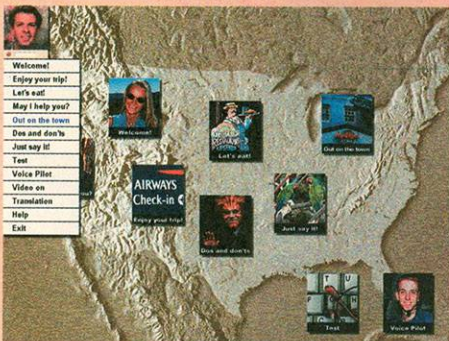 Welcome!
Enjoy your trip!
Let's eat!
May I help you?
Out on the town
Dos and don'ts
Just say it!
Test
Voice Pilot
Video on
Translation
Help
Exit
Welcome!
Let's eat!
Out on the town
AIRWAYS
Check-in
Enjoy your trip!
Dos and don'ts
Just say it!
T U
H
Test
Voice Pilot